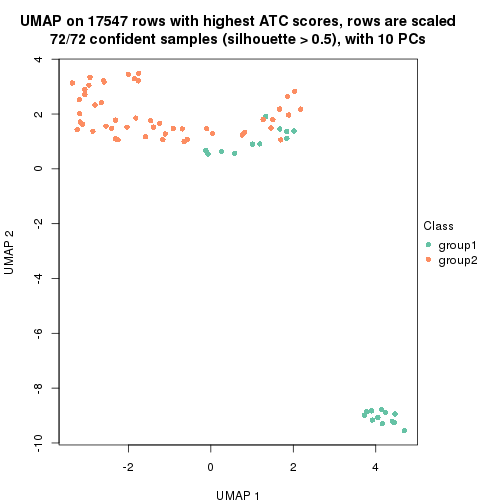 UMAP on 17547 rows with highest ATC scores, rows are scaled
72/72 confident samples (silhouette > 0.5), with 10 PCs
4
2
0
-2
-4
-6
-8
-10
UMAP 2
-2
0
2
4
UMAP 1
Class
group1
group2